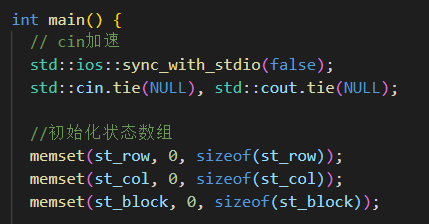 int main() {
// cin加速
std::ios::sync_with_stdio(false);
std::cin.tie(NULL), std::cout.tie(NULL);
//初始化状态数组
memset(st_row, 0, sizeof(st_row));
memset(st_col, 0, sizeof(st_col));
memset(st_block, 0, sizeof(st_block));